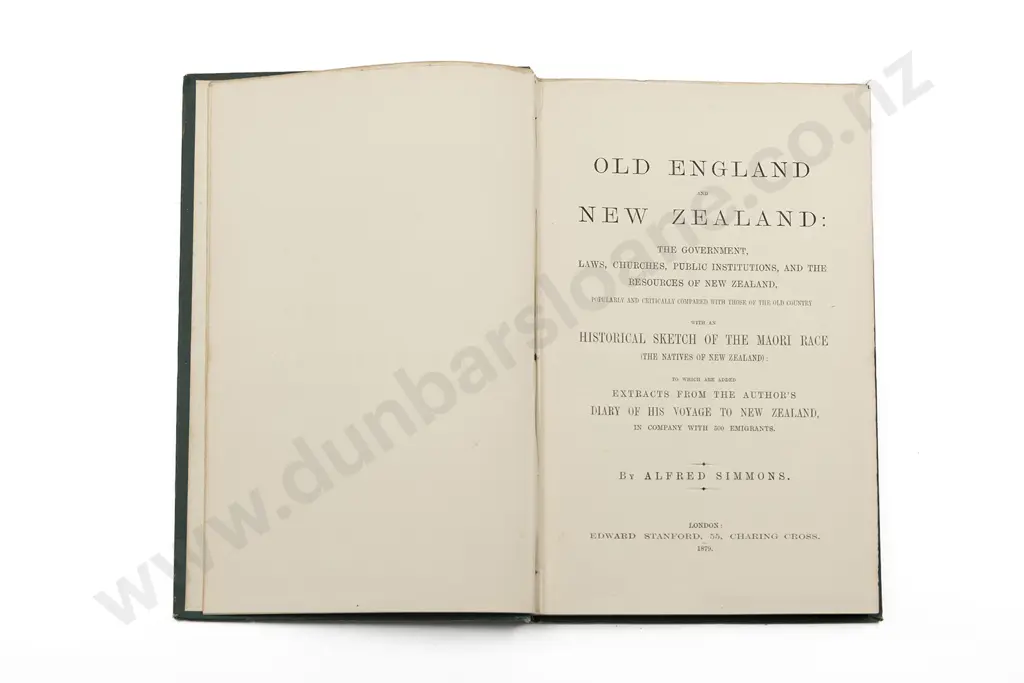 OLD ENGLAND
AND
NEW ZEALAND:
THE GOVERNMENT,
LAWS, CHURCHES, PUBLIC INSTITUTIONS, AND THE
RESOURCES OF NEW ZEALAND,
POPULARLY AND CRITICALLY COMPARED WITH THOSE OF THE OLD COUNTRY
WITH AN
HISTORICAL SKETCH OF THE MAORI RACE
(THE NATIVES OF NEW ZEALAND):
TO WHICH ARE ADDED
EXTRACTS FROM THE AUTHOR'S
DIARY OF HIS VOYAGE TO NEW ZEALAND,
IN COMPANY WITH 500 EMIGRANTS.
BY ALFRED SIMMONS.
LONDON:
EDWARD STANFORD, 55, CHARING CROSS.
1879.
www.dunbarsloane.co.nz